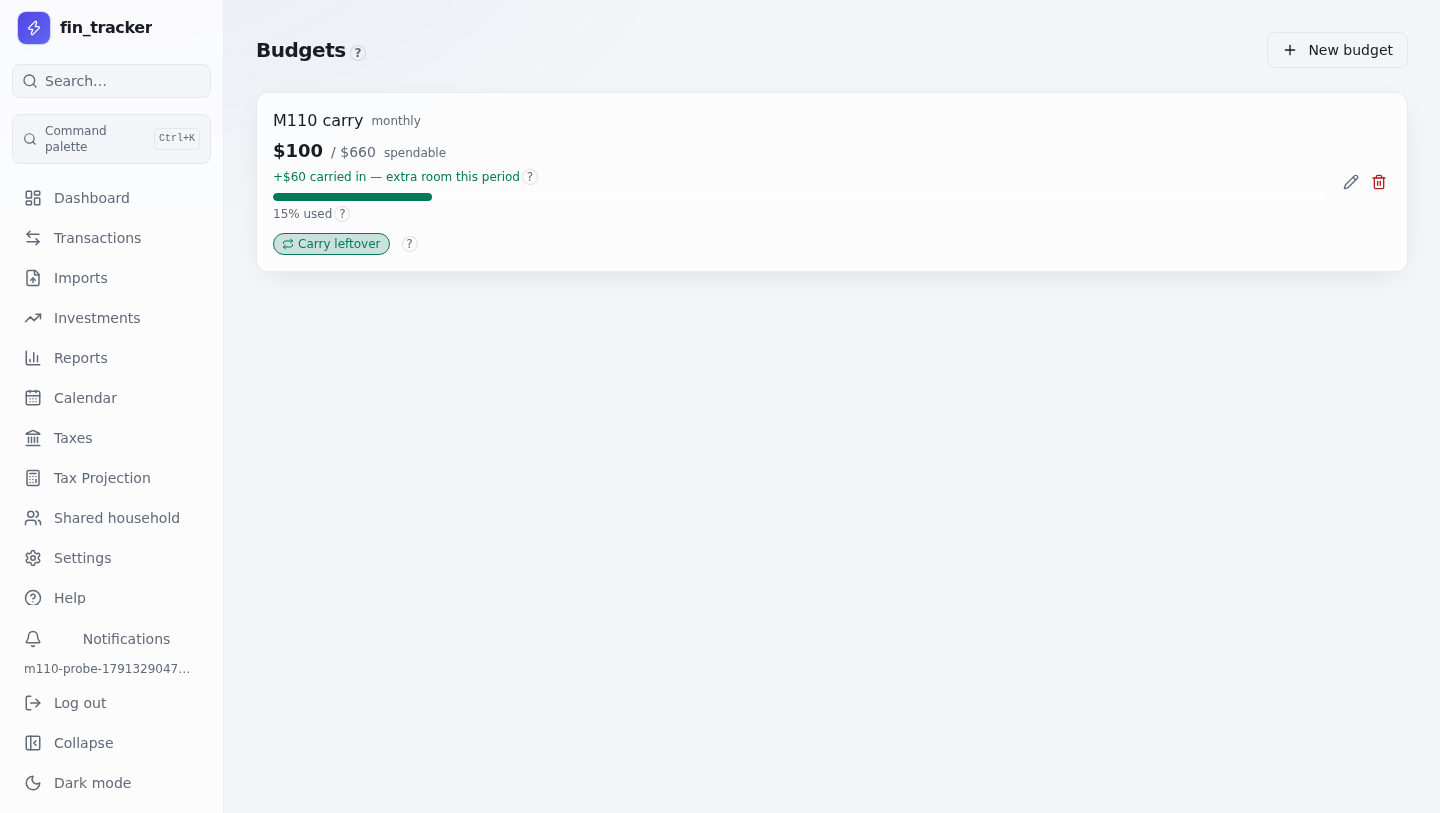 fin_tracker
Search…
Command
palette
Ctrl+K
Dashboard
Transactions
Imports
Investments
Reports
Calendar
Taxes
Tax Projection
Shared household
Settings
Help
Notifications
m110-probe-1791329047…
Log out
Collapse
Dark mode
Budgets ?
New budget
M110 carry monthly
$100 / $660 spendable
+$60 carried in — extra room this period ?
15% used ?
Carry leftover ?